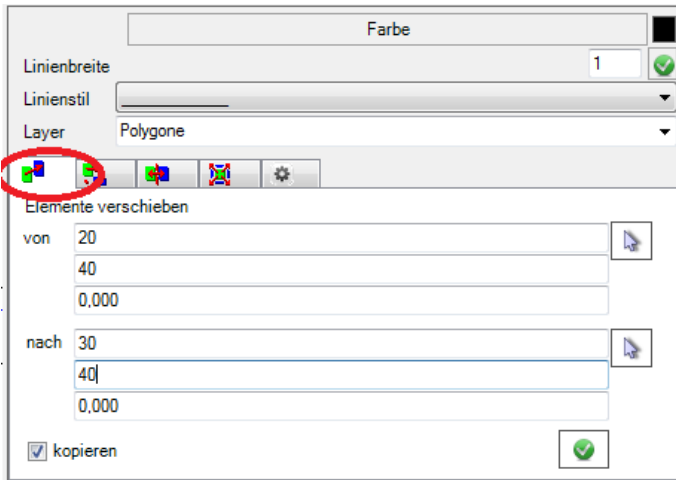 Farbe
Linienbreite 1
Linienstil
Layer Polygone
Elemente verschieben
von 20
40
0,000
nach 30
40
0,000
kopieren